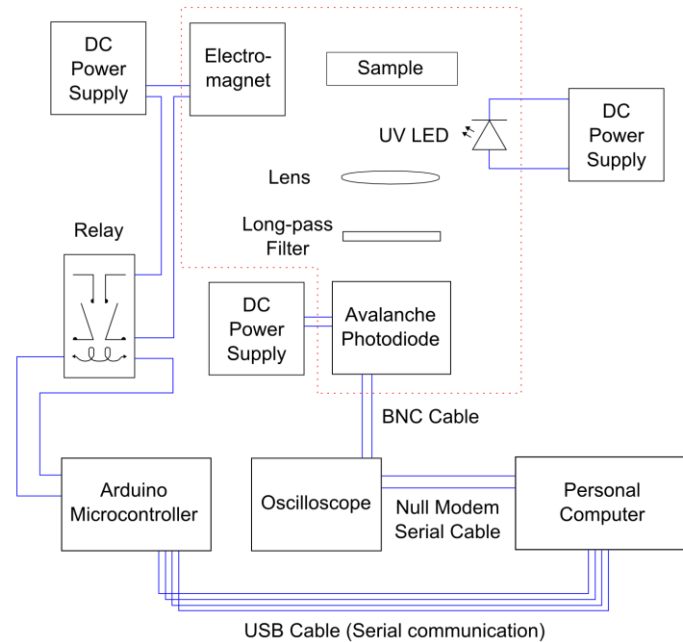 DC
Power
Supply
Electro-
magnet
Sample
UV LED
DC
Power
Supply
Lens
Long-pass
Filter
Relay
DC
Power
Supply
Avalanche
Photodiode
BNC Cable
Arduino
Microcontroller
Oscilloscope
Null Modem
Serial Cable
Personal
Computer
USB Cable (Serial communication)